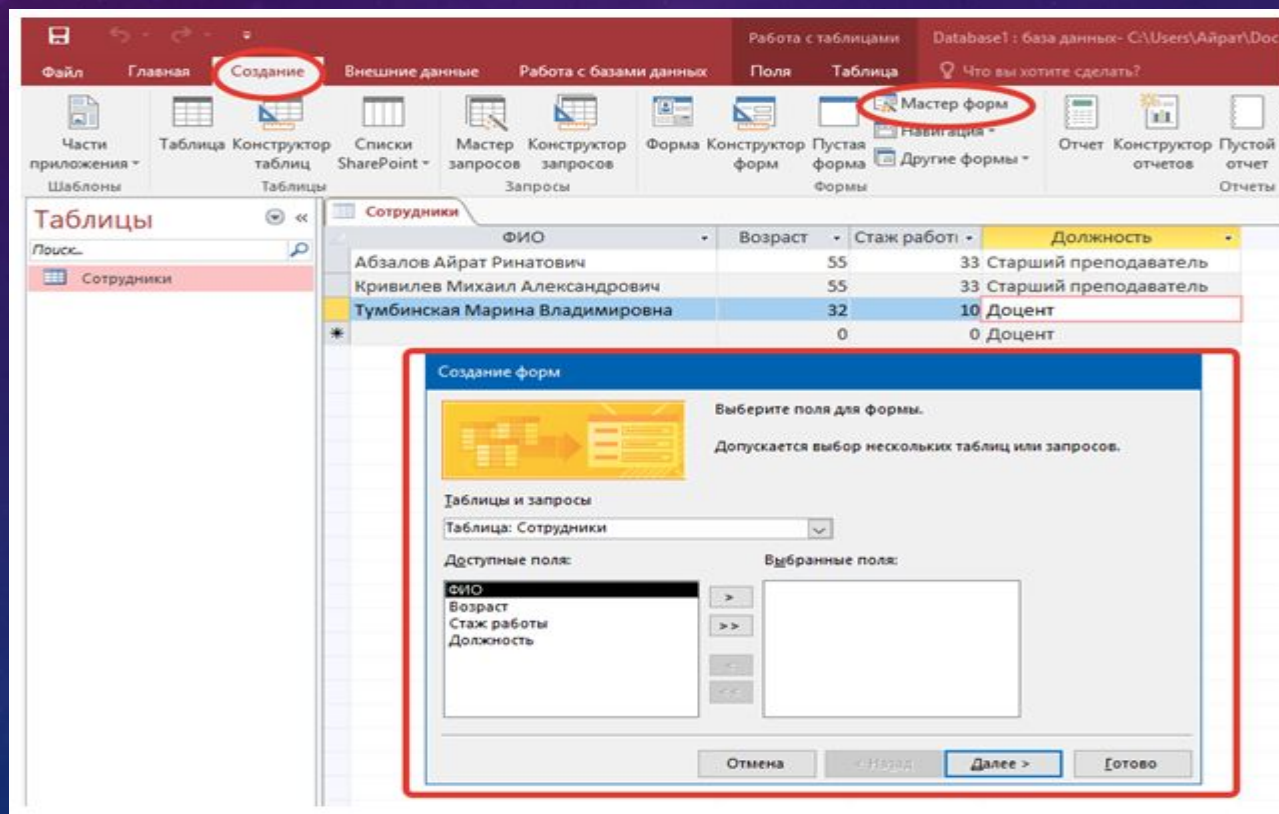 Работа с таблицами Database1 : база данных- C:\Users\Айрат\Doc
Файл Главная Создание Внешние данные Работа с базами данных Поля Таблица Что вы хотите сделать?
Части приложения Таблица Конструктор таблиц Списки SharePoint Мастер запросов Конструктор запросов Форма Конструктор форм Пустая форма Мастер форм Отчет Конструктор отчетов Пустой отчет
Навигация
Другие формы
Шаблоны Таблицы Запросы Формы Отчеты
Таблицы
Поиск...
Сотрудники
Сотрудники
ФИО Возраст Стаж работ Должность
Абзалов Айрат Ринатович 55 33 Старший преподаватель
Кривилев Михаил Александрович 55 33 Старший преподаватель
Тумбинская Марина Владимировна 32 10 Доцент
0 0 Доцент
Создание форм
Выберите поля для формы.
Допускается выбор нескольких таблиц или запросов.
Таблицы и запросы
Таблица: Сотрудники
Доступные поля: Выбранные поля:
ФИО
Возраст
Стаж работы
Должность
>
>>
<
<<
Отмена < Назад Далее > Готово